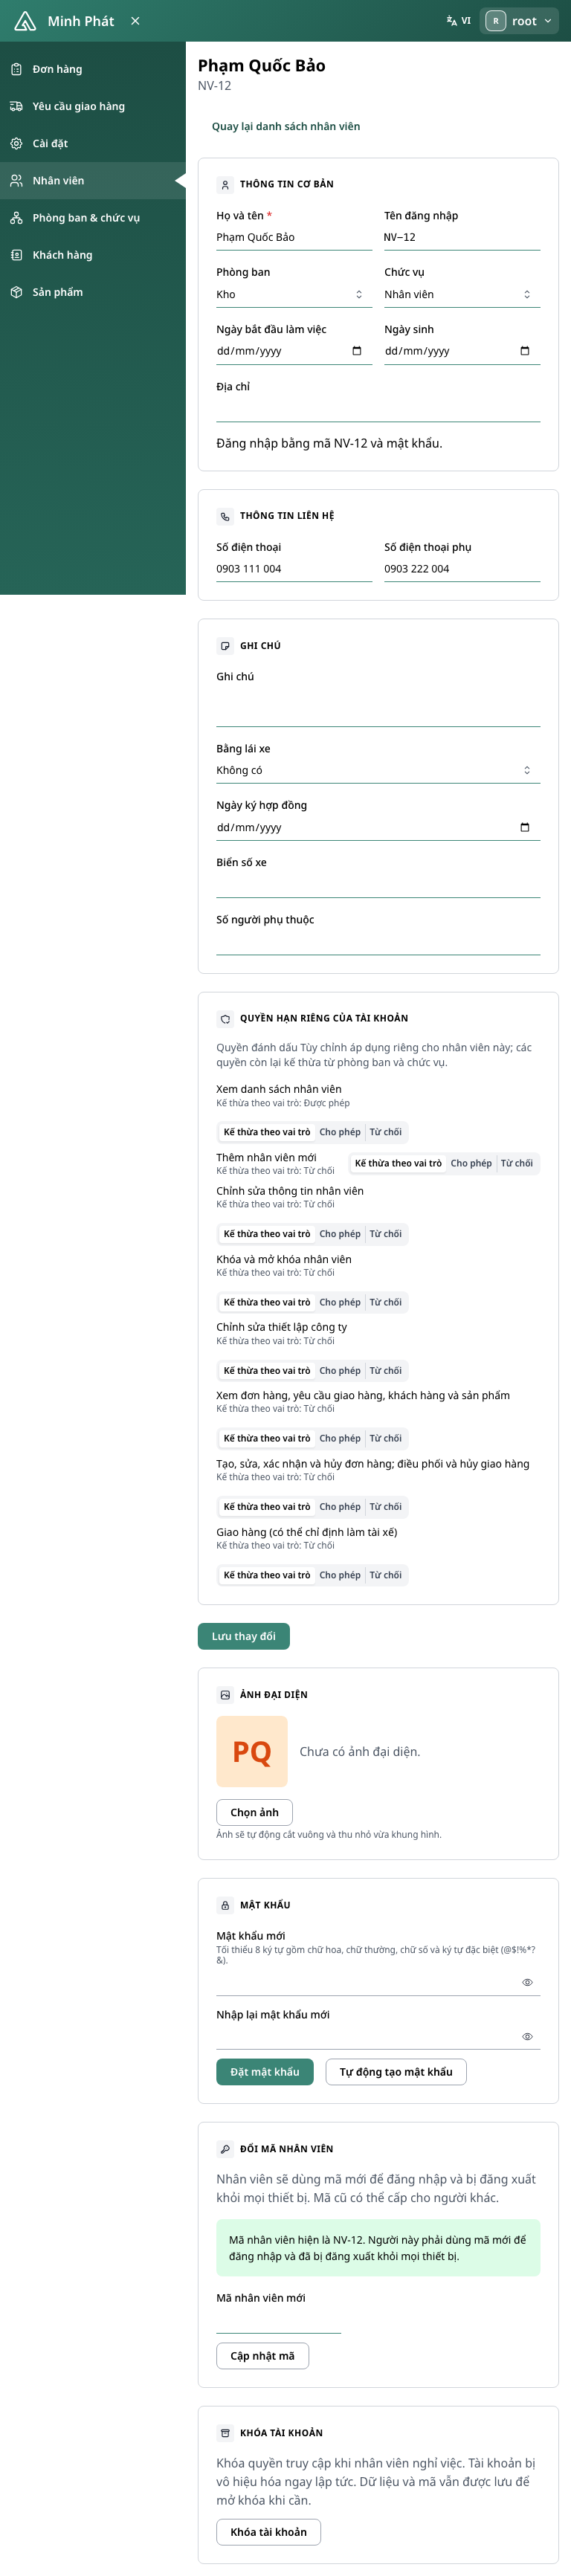 Minh Phát
VI
R
root
Đơn hàng
Yêu cầu giao hàng
Cài đặt
Nhân viên
Phòng ban & chức vụ
Khách hàng
Sản phẩm
Phạm Quốc Bảo
NV-12
Quay lại danh sách nhân viên
THÔNG TIN CƠ BẢN
Họ và tên *
Tên đăng nhập
Phạm Quốc Bảo
NV-12
Phòng ban
Chức vụ
Kho
Nhân viên
Ngày bắt đầu làm việc
Ngày sinh
dd/mm/yyyy
dd/mm/yyyy
Địa chỉ
Đăng nhập bằng mã NV-12 và mật khẩu.
THÔNG TIN LIÊN HỆ
Số điện thoại
Số điện thoại phụ
0903 111 004
0903 222 004
GHI CHÚ
Ghi chú
Bằng lái xe
Không có
Ngày ký hợp đồng
dd/mm/yyyy
Biển số xe
Số người phụ thuộc
QUYỀN HẠN RIÊNG CỦA TÀI KHOẢN
Quyền đánh dấu Tùy chỉnh áp dụng riêng cho nhân viên này; các
quyền còn lại kế thừa từ phòng ban và chức vụ.
Xem danh sách nhân viên
Kế thừa theo vai trò: Được phép
Kế thừa theo vai trò Cho phép Từ chối
Thêm nhân viên mới
Kế thừa theo vai trò: Từ chối
Kế thừa theo vai trò Cho phép Từ chối
Chỉnh sửa thông tin nhân viên
Kế thừa theo vai trò: Từ chối
Kế thừa theo vai trò Cho phép Từ chối
Khóa và mở khóa nhân viên
Kế thừa theo vai trò: Từ chối
Kế thừa theo vai trò Cho phép Từ chối
Chỉnh sửa thiết lập công ty
Kế thừa theo vai trò: Từ chối
Kế thừa theo vai trò Cho phép Từ chối
Xem đơn hàng, yêu cầu giao hàng, khách hàng và sản phẩm
Kế thừa theo vai trò: Từ chối
Kế thừa theo vai trò Cho phép Từ chối
Tạo, sửa, xác nhận và hủy đơn hàng; điều phối và hủy giao hàng
Kế thừa theo vai trò: Từ chối
Kế thừa theo vai trò Cho phép Từ chối
Giao hàng (có thể chỉ định làm tài xế)
Kế thừa theo vai trò: Từ chối
Kế thừa theo vai trò Cho phép Từ chối
Lưu thay đổi
ẢNH ĐẠI DIỆN
PQ
Chưa có ảnh đại diện.
Chọn ảnh
Ảnh sẽ tự động cắt vuông và thu nhỏ vừa khung hình.
MẬT KHẨU
Mật khẩu mới
Tối thiểu 8 ký tự gồm chữ hoa, chữ thường, chữ số và ký tự đặc biệt (@$!%*?
&).
Nhập lại mật khẩu mới
Đặt mật khẩu
Tự động tạo mật khẩu
ĐỔI MÃ NHÂN VIÊN
Nhân viên sẽ dùng mã mới để đăng nhập và bị đăng xuất
khỏi mọi thiết bị. Mã cũ có thể cấp cho người khác.
Mã nhân viên hiện là NV-12. Người này phải dùng mã mới để
đăng nhập và đã bị đăng xuất khỏi mọi thiết bị.
Mã nhân viên mới
Cập nhật mã
KHÓA TÀI KHOẢN
Khóa quyền truy cập khi nhân viên nghỉ việc. Tài khoản bị
vô hiệu hóa ngay lập tức. Dữ liệu và mã vẫn được lưu để
mở khóa khi cần.
Khóa tài khoản